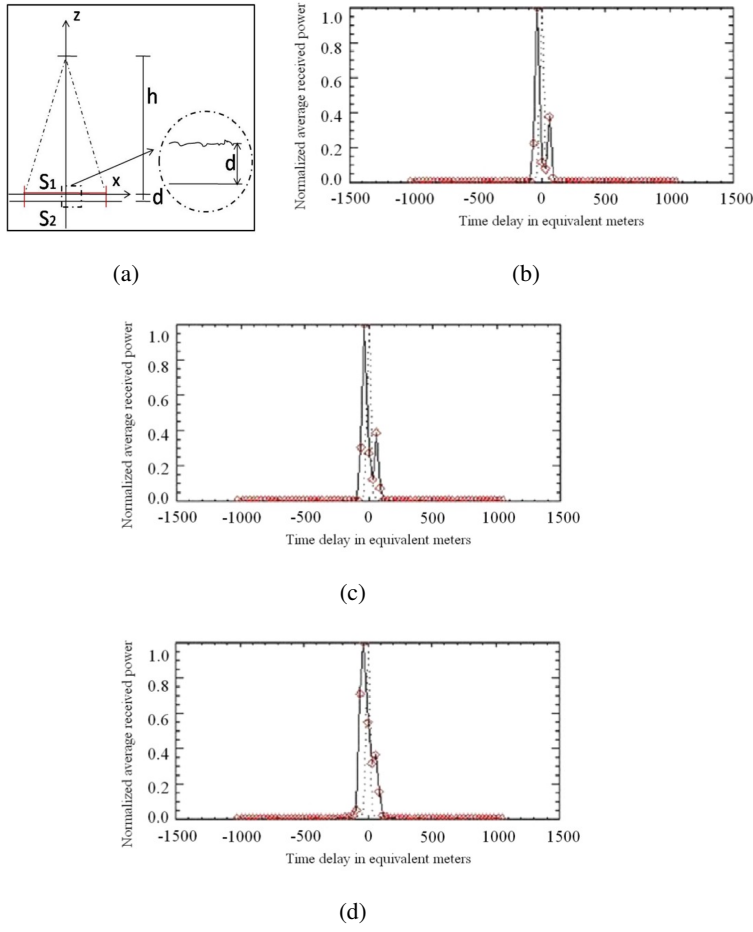 z
h
d
S1
x
d
S2
(a)
Normalized average received power
1.0
0.8
0.6
0.4
0.2
0.0
-1500 -1000 -500 0 500 1000 1500
Time delay in equivalent meters
(b)
Normalized average received power
1.0
0.8
0.6
0.4
0.2
0.0
-1500 -1000 -500 0 500 1000 1500
Time delay in equivalent meters
(c)
Normalized average received power
1.0
0.8
0.6
0.4
0.2
0.0
-1500 -1000 -500 0 500 1000 1500
Time delay in equivalent meters
(d)